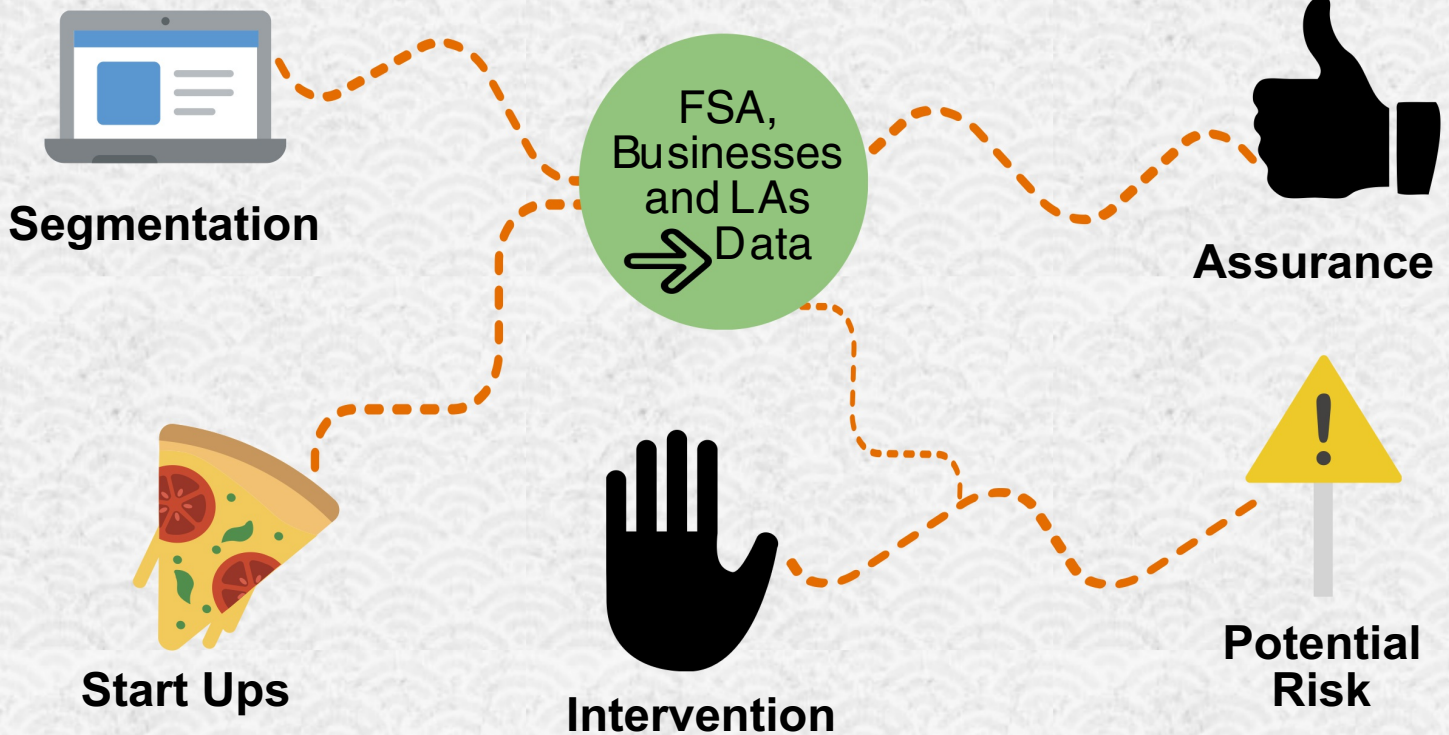 FSA,
Businesses
and LAs
Data
Segmentation
Assurance
Start Ups
Intervention
Potential
Risk